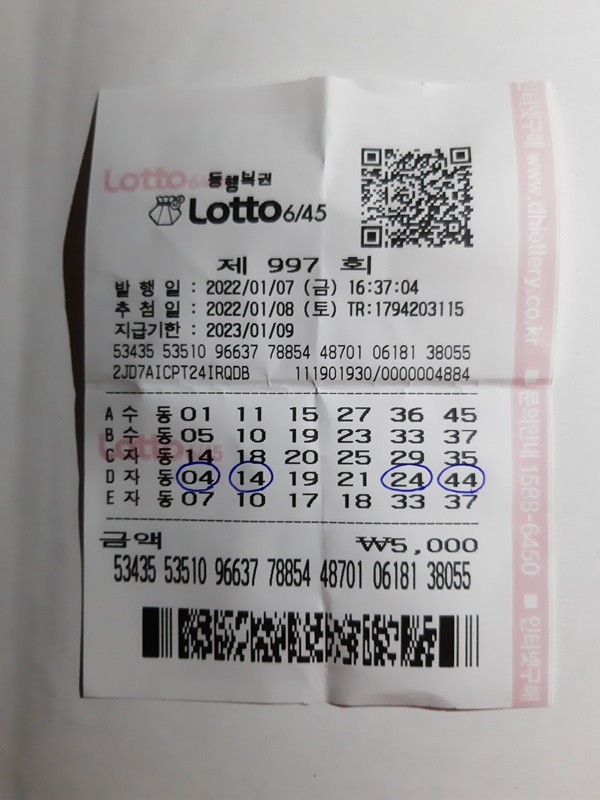 Lotto6/45
동행복권
Lotto6/45
제 997 회
발 행 일 : 2022/01/07 (금) 16:37:04
추 첨 일 : 2022/01/08 (토) TR:1794203115
지급기한 : 2023/01/09
53435 53510 96637 78854 48701 06181 38055
2JD7AICPT24IRQDB 111901930/0000004884
A 수 동 01 11 15 27 36 45
B 수 동 05 10 19 23 33 37
C 자 동 14 18 20 25 29 35
D 자 동 04 14 19 21 24 44
E 자 동 07 10 17 18 33 37
금액 ₩5,000
53435 53510 96637 78854 48701 06181 38055
Lotto6/45
인터넷구매 www.dhlottery.co.kr ■ 문의안내 1588-6450 ■ 인터넷구매